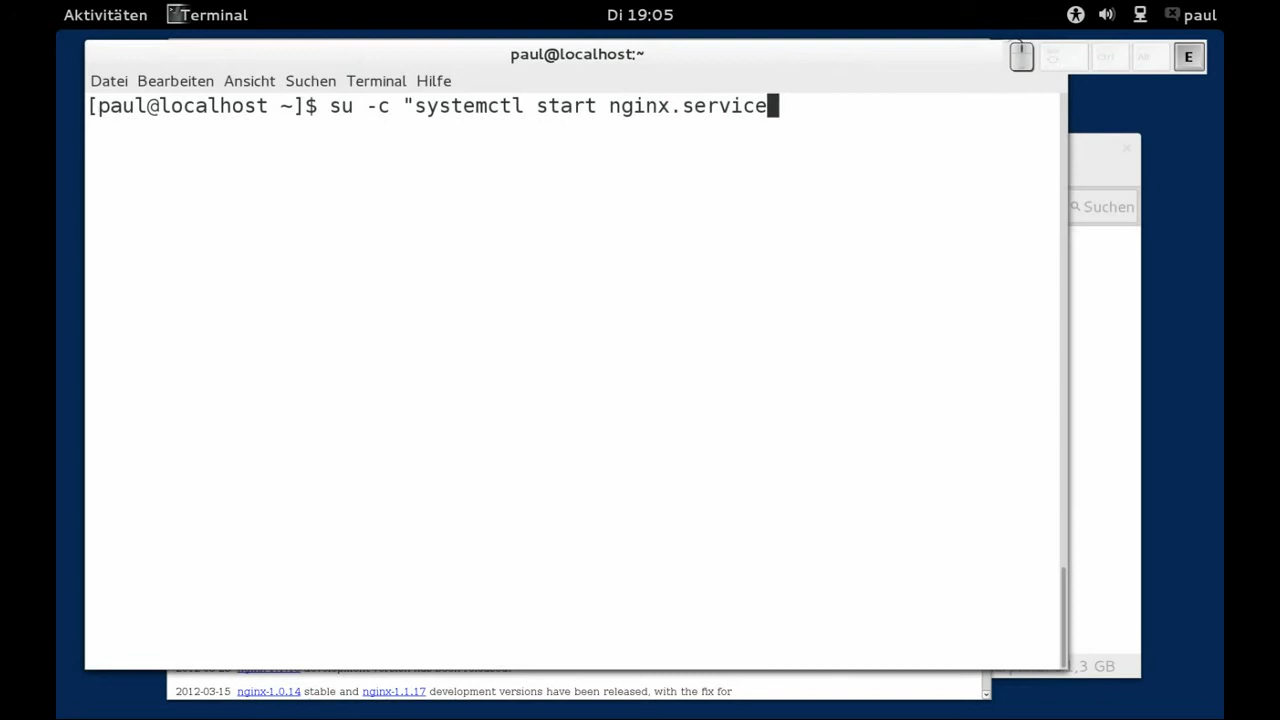 Aktivitäten Terminal Di 19:05 paul
paul@localhost:~
E
Datei Bearbeiten Ansicht Suchen Terminal Hilfe
[paul@localhost ~]$ su -c "systemctl start nginx.service
Suchen
,3 GB
2012-03-15 nginx-1.0.14 stable and nginx-1.1.17 development versions have been released, with the fix for